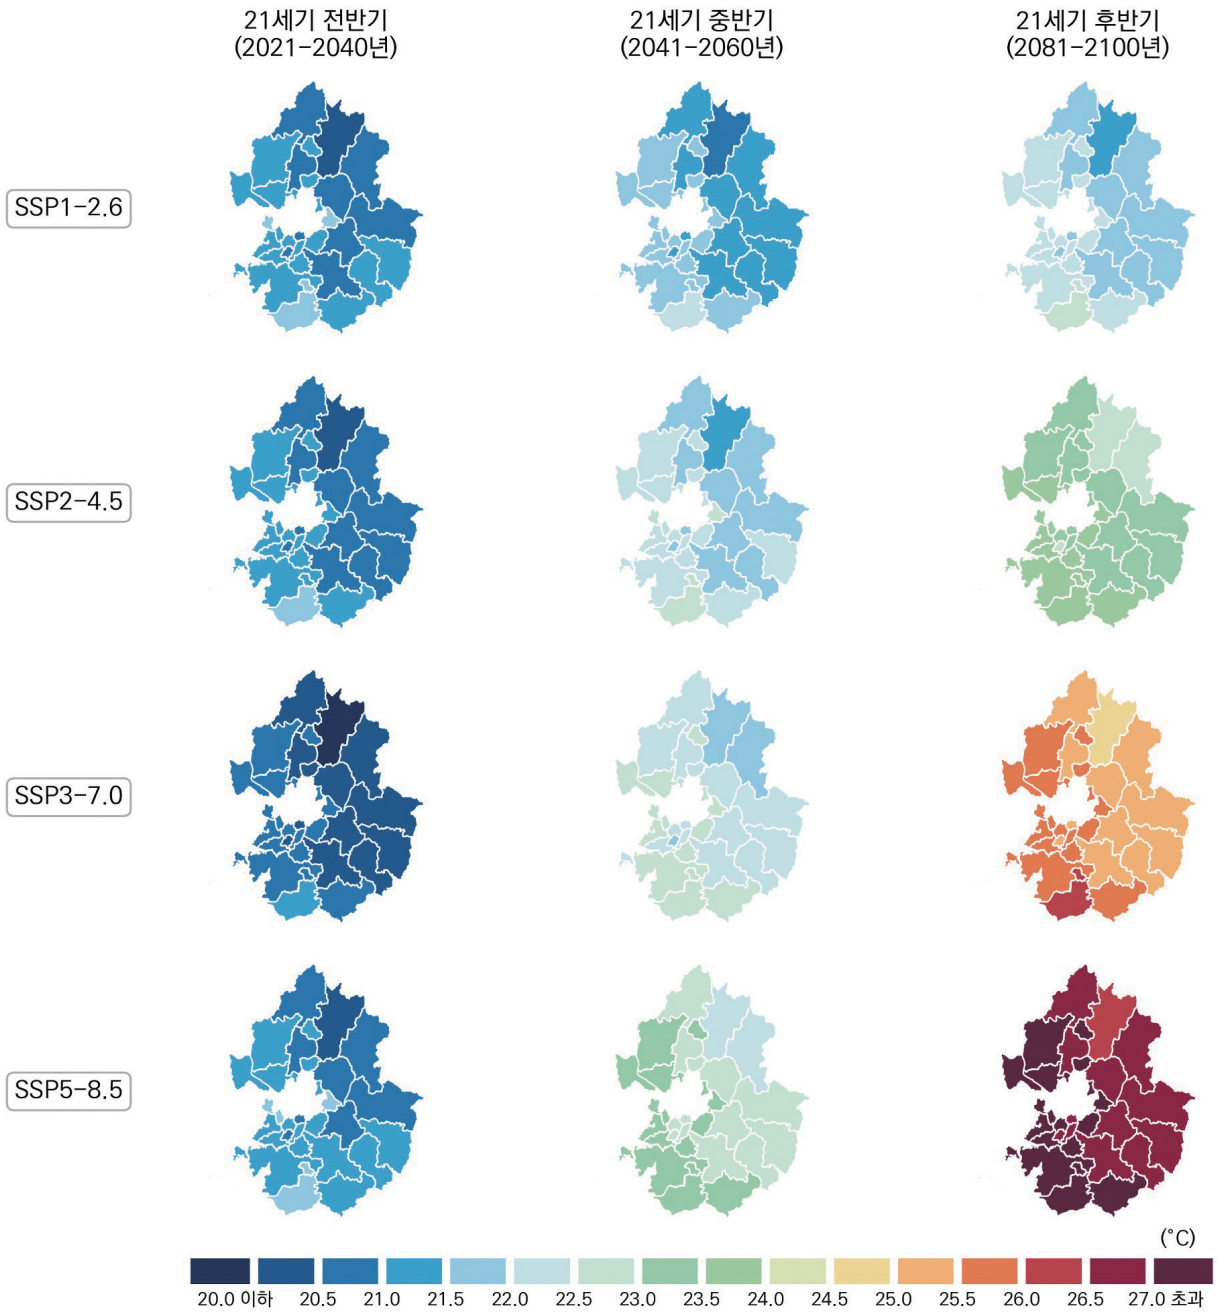 21세기 전반기
(2021-2040년)
21세기 중반기
(2041-2060년)
21세기 후반기
(2081-2100년)
SSP1-2.6
SSP2-4.5
SSP3-7.0
SSP5-8.5
(°C)
20.0 이하 20.5 21.0 21.5 22.0 22.5 23.0 23.5 24.0 24.5 25.0 25.5 26.0 26.5 27.0 초과